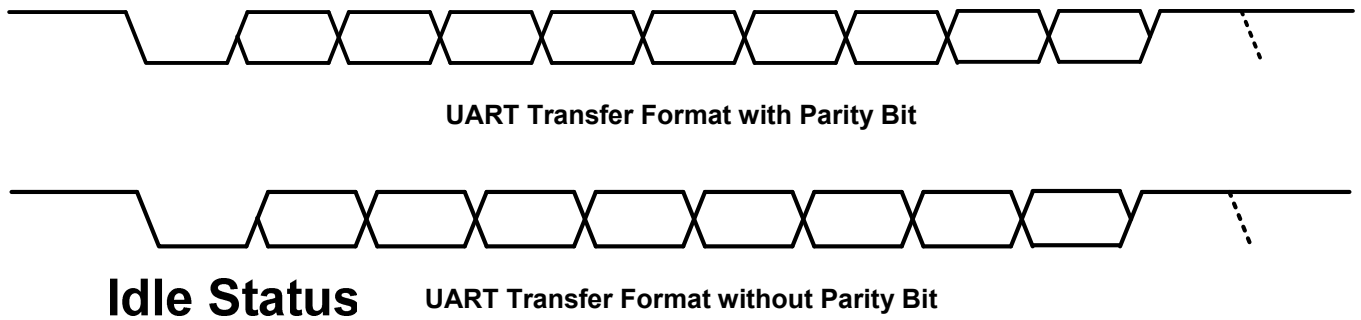 UART Transfer Format with Parity Bit
Idle Status
UART Transfer Format without Parity Bit